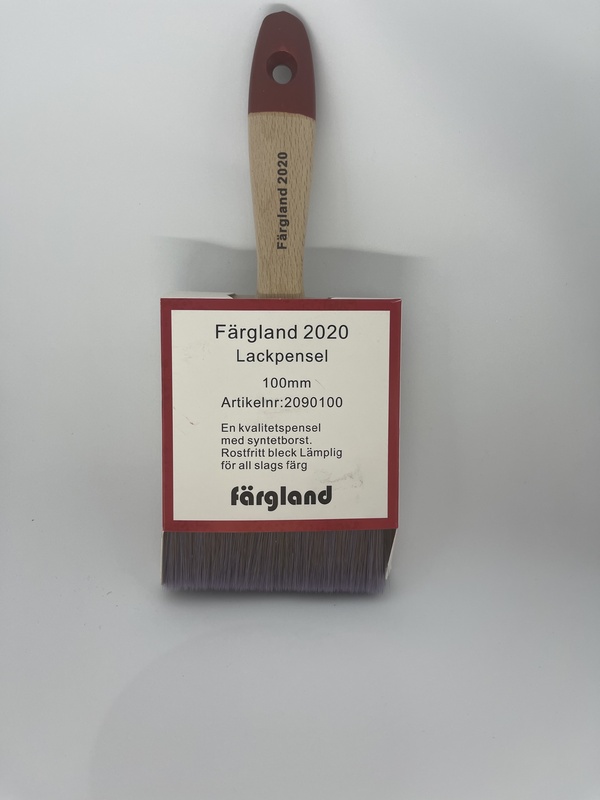 Färgland 2020
Färgland 2020
Lackpensel
100mm
Artikelnr:2090100
En kvalitetspensel
med syntetborst.
Rostfritt bleck Lämplig
för all slags färg
färgland